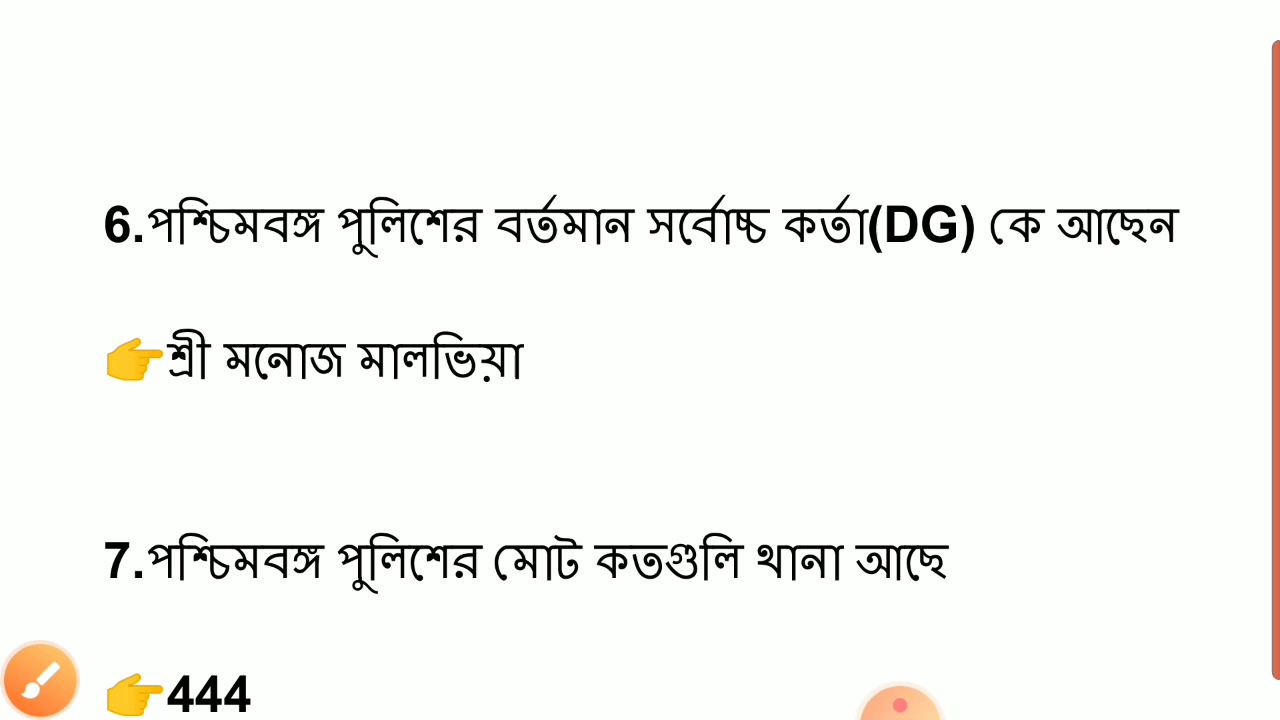 6.পশ্চিমবঙ্গ পুলিশের বর্তমান সর্বোচ্চ কর্তা(DG) কে আছেন
👉শ্রী মনোজ মালভিয়া
7.পশ্চিমবঙ্গ পুলিশের মোট কতগুলি থানা আছে
👉444